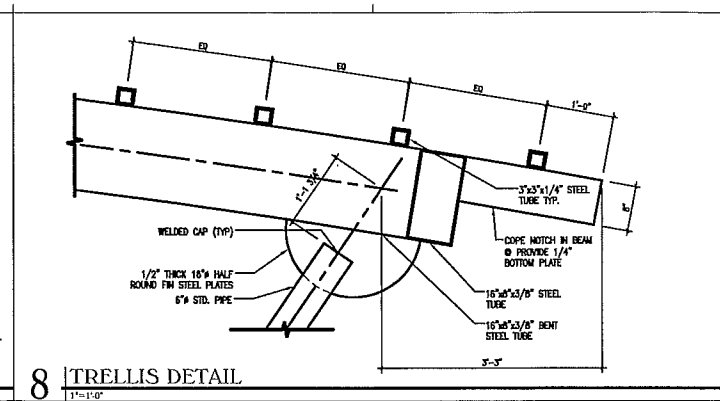 EQ
EQ
EQ
1'-0"
3"x3"x1/4" STEEL
TUBE TYP.
8"
1'-1 3/4"
WELDED CAP (TYP)
COPE NOTCH IN BEAM
@ PROVIDE 1/4"
BOTTOM PLATE
1/2" THICK 18"ø HALF
ROUND FIN STEEL PLATES
6"ø STD. PIPE
16"x8"x3/8" STEEL
TUBE
16"x8"x3/8" BENT
STEEL TUBE
3'-3"
8 TRELLIS DETAIL
1"=1'-0"